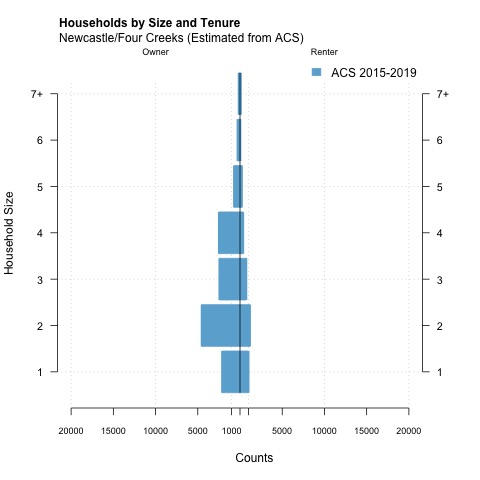 Households by Size and Tenure
Newcastle/Four Creeks (Estimated from ACS)
Owner Renter
ACS 2015-2019
7+ 7+
6 6
5 5
4 4
3 3
2 2
1 1
Household Size
20000 15000 10000 5000 1000 5000 10000 15000 20000
Counts